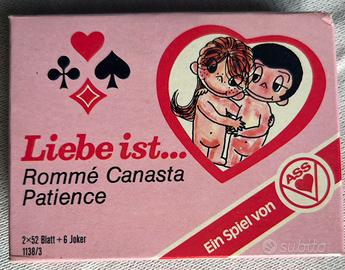 Liebe ist...
Rommé Canasta
Patience
2×52 Blatt + 6 Joker
1138/3
Ein Spiel von
ASS
subito